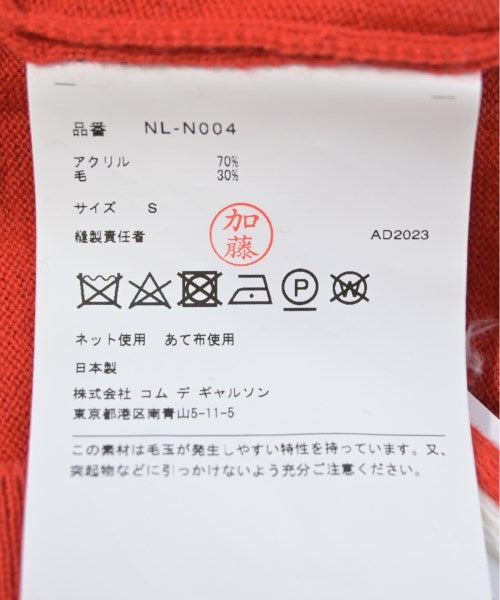 品番 NL-N004
アクリル 70%
毛 30%
サイズ S
加藤
縫製責任者 AD2023
P W
ネット使用 あて布使用
日本製
株式会社 コム デ ギャルソン
東京都港区南青山5-11-5
この素材は毛玉が発生しやすい特性を持っています。又、
突起物などに引っかけないよう充分ご注意ください。